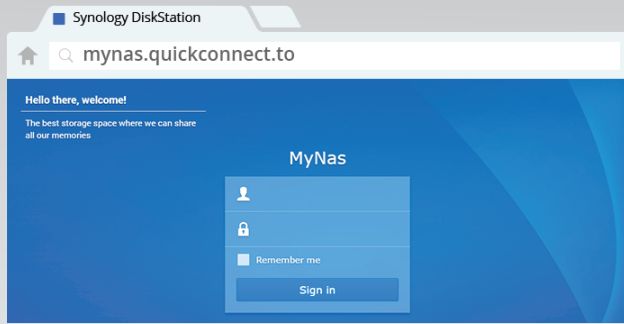 Synology DiskStation
mynas.quickconnect.to
Hello there, welcome!
The best storage space where we can share
all our memories
MyNas
Remember me
Sign in